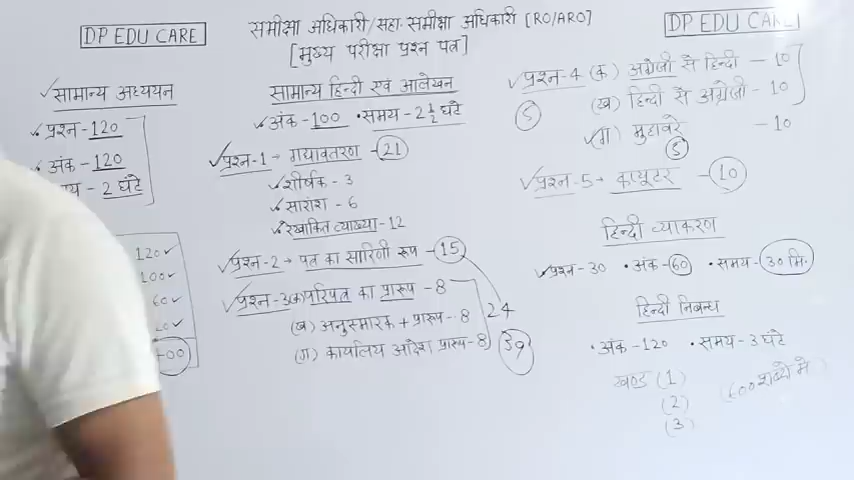 DP EDU CARE
समीक्षा अधिकारी/सहा. समीक्षा अधिकारी [RO/ARO]
[मुख्य परीक्षा प्रश्न पत्र]
DP EDU CARE
सामान्य अध्ययन
प्रश्न-120
अंक-120
- 2 घंटे
120
100
60
120
400
सामान्य हिन्दी एवं आलेखन
अंक-100 • समय-2 1/2 घंटे
प्रश्न-1 → गद्यावतरण - 21
शीर्षक - 3
सारांश - 6
रेखांकित व्याख्या-12
प्रश्न-2 → पत्र का सारिणी रूप - 15
प्रश्न-3(क)परिपत्र का प्रारूप - 8
(ख) अनुस्मारक + प्रारूप - 8
(ग) कार्यालय आदेश प्रारूप - 8
24
39
प्रश्न-4 (क) अंग्रेजी से हिन्दी - 10
(ख) हिन्दी से अंग्रेजी - 10
5
(ग) मुहावरे - 10
5
प्रश्न-5 → कंप्यूटर - 10
हिन्दी व्याकरण
प्रश्न-30 • अंक-60 • समय-30 मि.
हिन्दी निबन्ध
• अंक-120 • समय-3 घंटे
खण्ड (1)
(2)
(3)
(600 शब्दो मे)